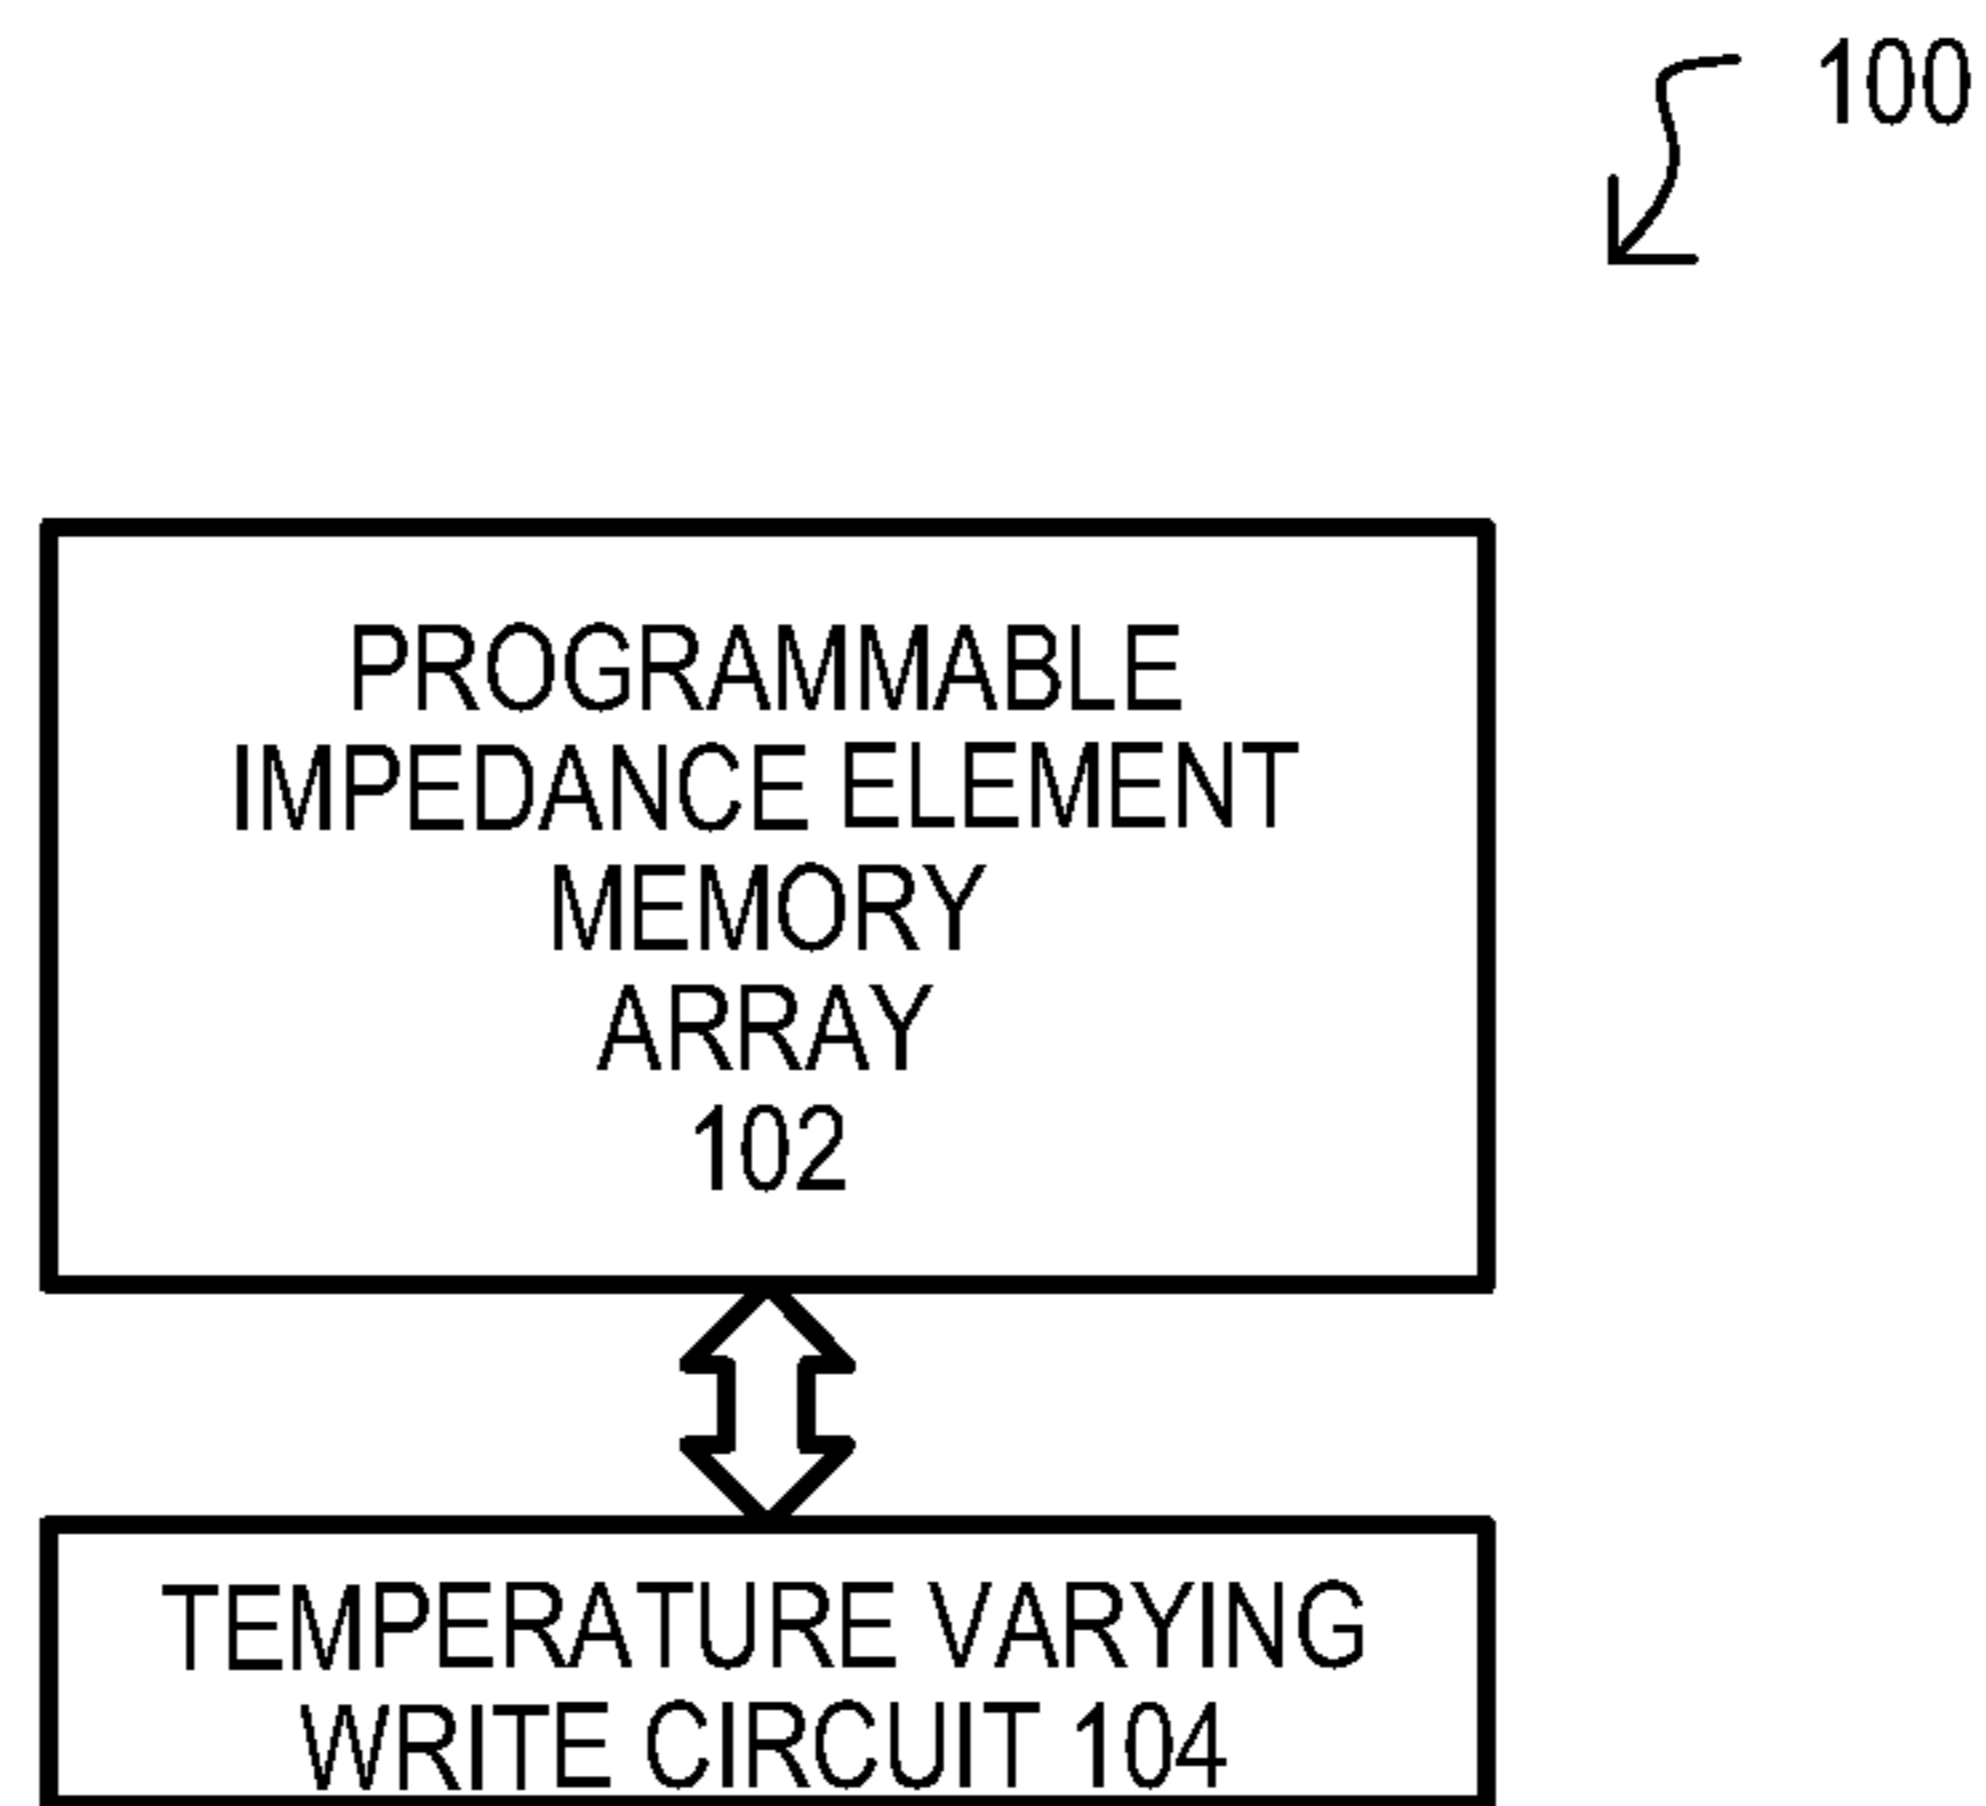 100
PROGRAMMABLE
IMPEDANCE ELEMENT
MEMORY
ARRAY
102
TEMPERATURE VARYING
WRITE CIRCUIT 104